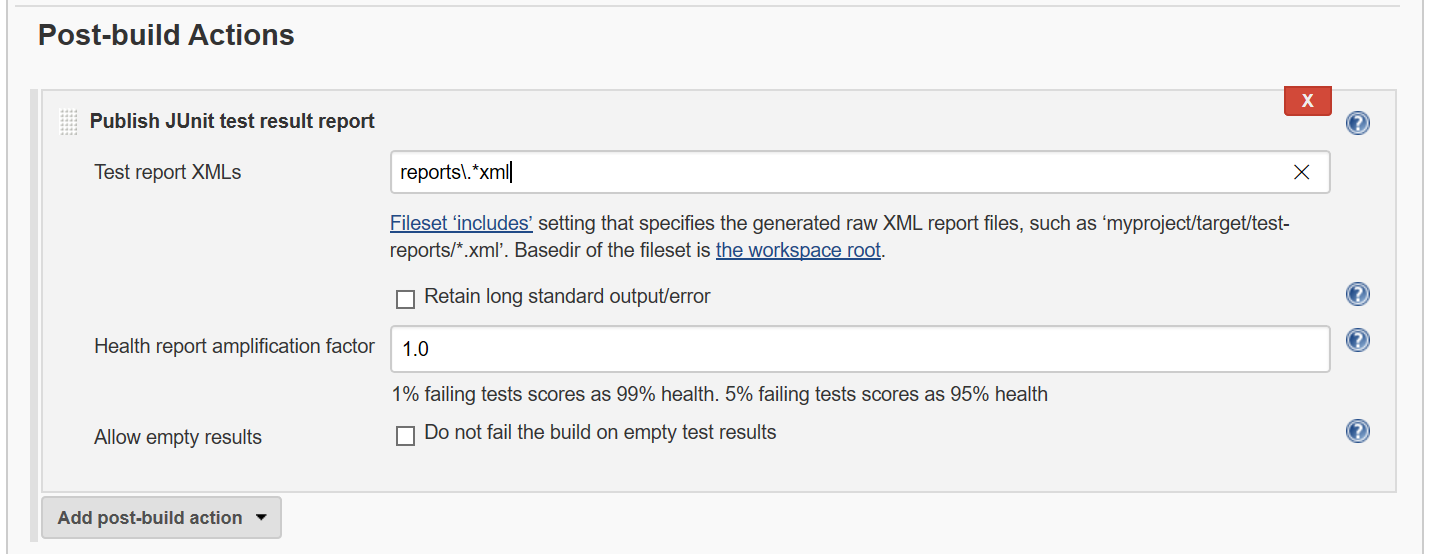 Post-build Actions
X
Publish JUnit test result report
?
Test report XMLs
reports\.*xml
Fileset ‘includes’ setting that specifies the generated raw XML report files, such as ‘myproject/target/test-
reports/*.xml’. Basedir of the fileset is the workspace root.
Retain long standard output/error
?
Health report amplification factor
1.0
?
1% failing tests scores as 99% health. 5% failing tests scores as 95% health
Allow empty results
Do not fail the build on empty test results
?
Add post-build action